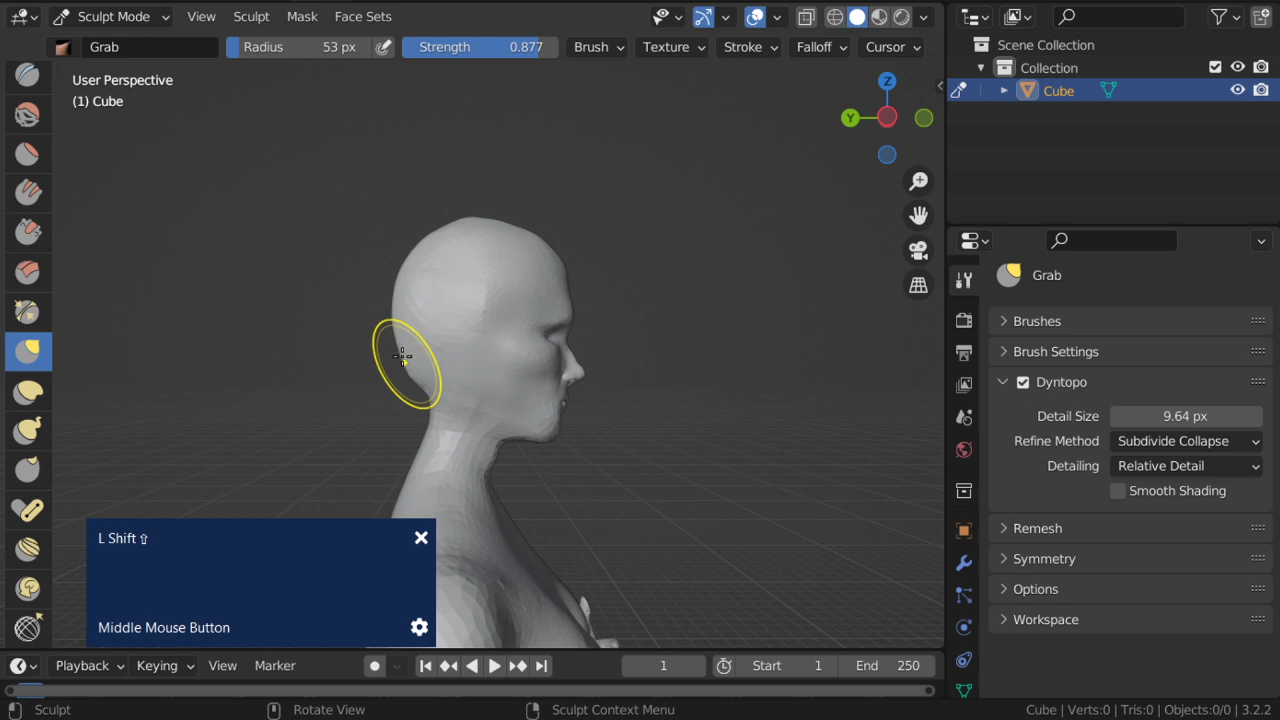 Sculpt Mode View Sculpt Mask Face Sets
Grab Radius 53 px Strength 0.877 Brush Texture Stroke Falloff Cursor
User Perspective
(1) Cube
Z
Y
Scene Collection
Collection
Cube
Grab
Brushes
Brush Settings
Dyntopo
Detail Size 9.64 px
Refine Method Subdivide Collapse
Detailing Relative Detail
Smooth Shading
Remesh
Symmetry
Options
Workspace
L Shift ⇧
Middle Mouse Button
Playback Keying View Marker 1 Start 1 End 250
Sculpt Rotate View Sculpt Context Menu Cube | Verts:0 | Tris:0 | Objects:0/0 | 3.2.2